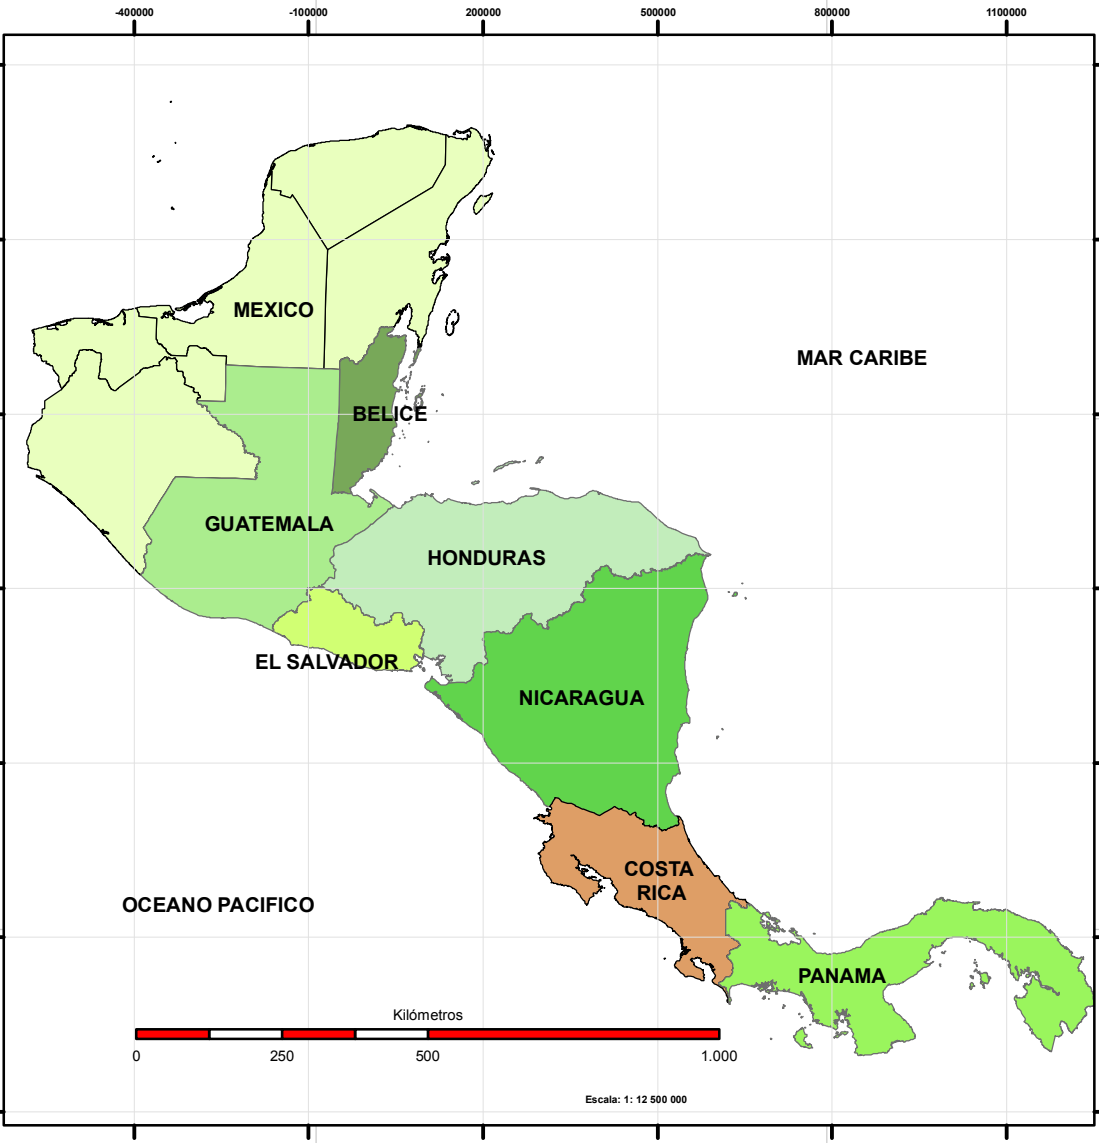 -400000 -100000 200000 500000 800000 1100000
MEXICO
MAR CARIBE
BELICE
GUATEMALA
HONDURAS
EL SALVADOR
NICARAGUA
COSTA
RICA
OCEANO PACIFICO
PANAMA
Kilómetros
0 250 500 1.000
Escala: 1: 12 500 000